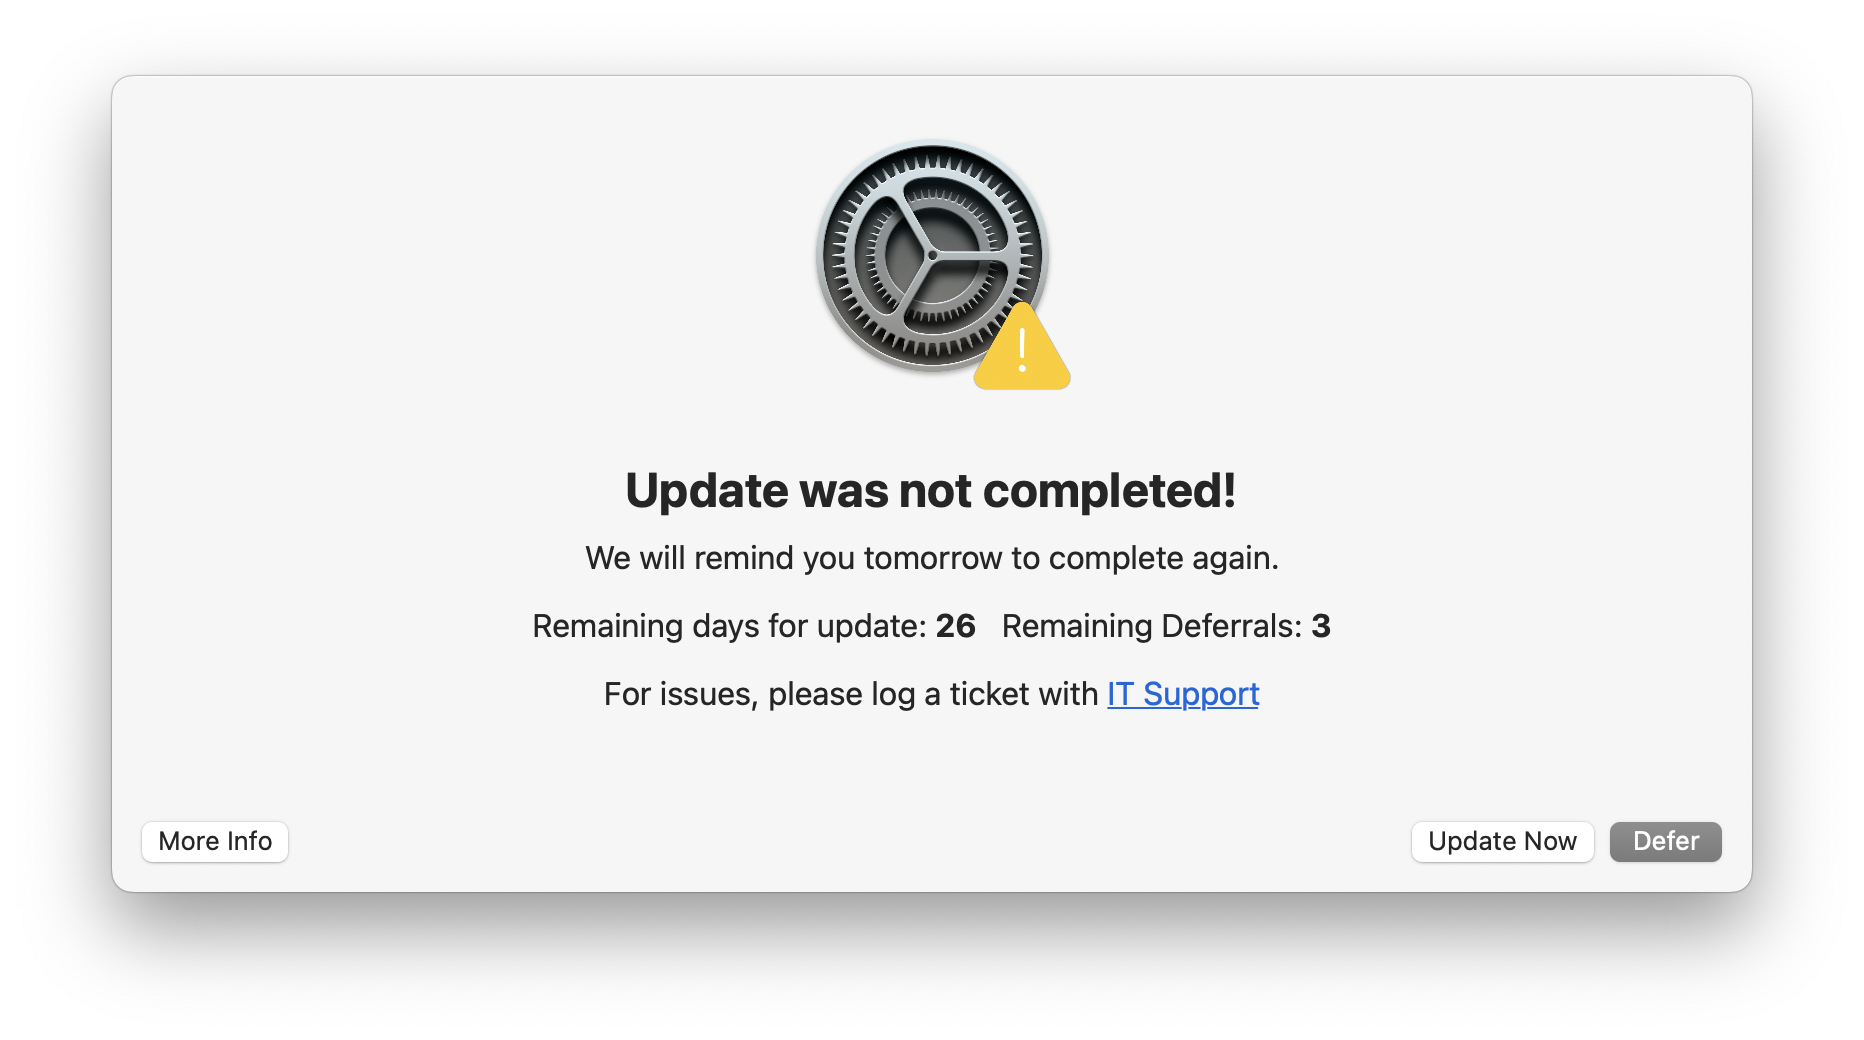 Update was not completed!
We will remind you tomorrow to complete again.
Remaining days for update: 26   Remaining Deferrals: 3
For issues, please log a ticket with IT Support
More Info
Update Now
Defer